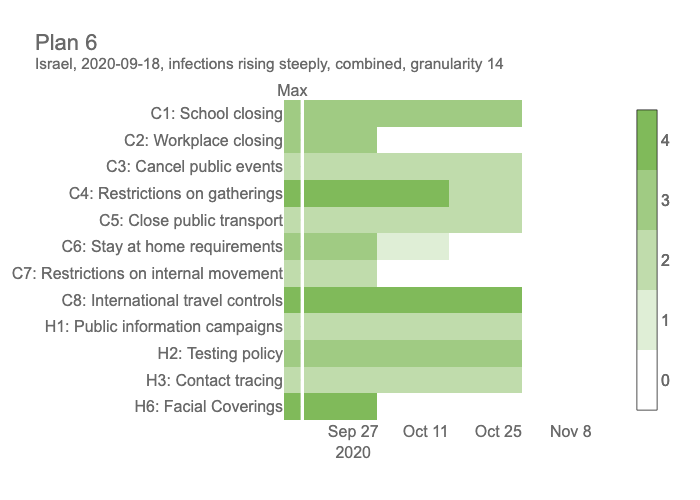 Plan 6
Israel, 2020-09-18, infections rising steeply, combined, granularity 14
Max
C1: School closing
C2: Workplace closing
C3: Cancel public events
C4: Restrictions on gatherings
C5: Close public transport
C6: Stay at home requirements
C7: Restrictions on internal movement
C8: International travel controls
H1: Public information campaigns
H2: Testing policy
H3: Contact tracing
H6: Facial Coverings
Sep 27 Oct 11 Oct 25 Nov 8
2020
4
3
2
1
0